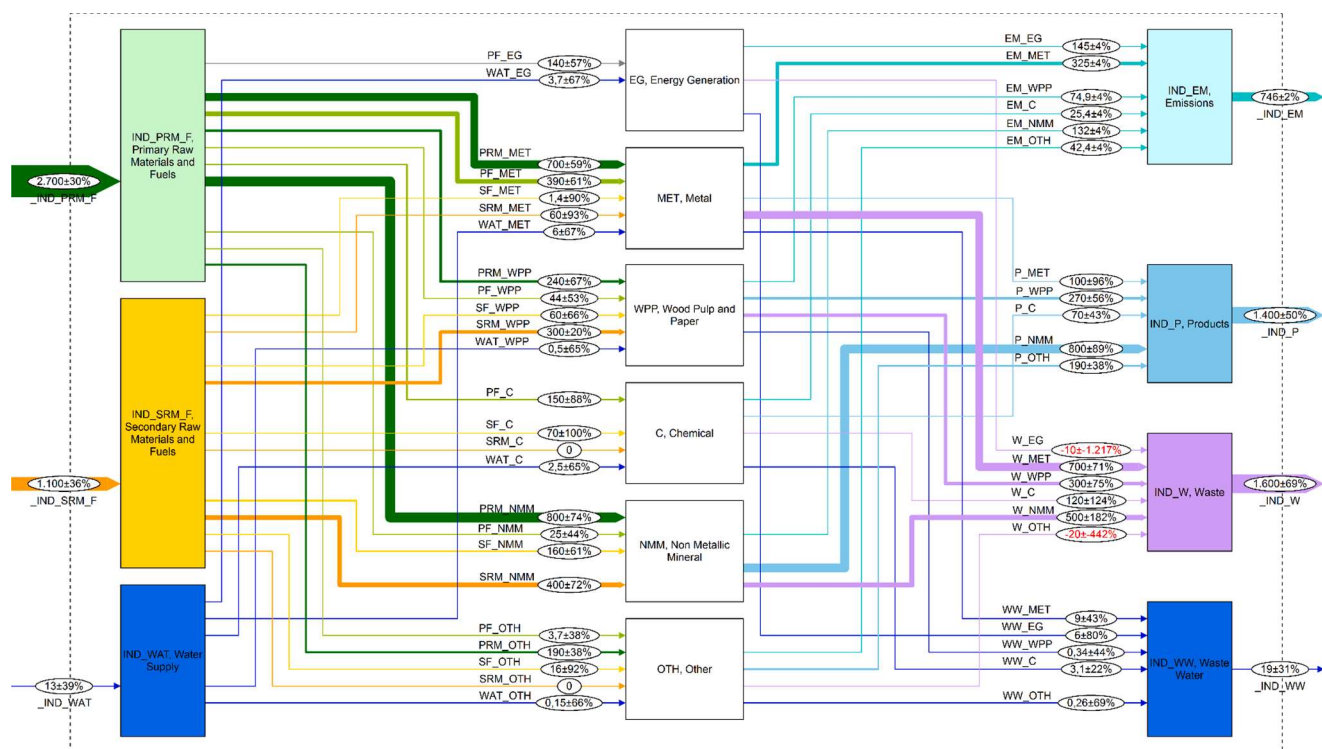 PF_EG
140±57%
WAT_EG
3,7±67%
EG, Energy Generation
EM_EG
145±4%
EM_MET
325±4%
EM_WPP
74,9±4%
EM_C
25,4±4%
EM_NMM
132±4%
EM_OTH
42,4±4%
IND_EM,
Emissions
746±2%
_IND_EM
IND_PRM_F,
Primary Raw
Materials and
Fuels
2.700±30%
_IND_PRM_F
PRM_MET
700±59%
PF_MET
390±61%
SF_MET
1,4±90%
SRM_MET
60±93%
WAT_MET
6±67%
MET, Metal
PRM_WPP
240±67%
PF_WPP
44±53%
SF_WPP
60±66%
SRM_WPP
300±20%
WAT_WPP
0,5±65%
WPP, Wood Pulp and
Paper
P_MET
100±96%
P_WPP
270±56%
P_C
70±43%
P_NMM
800±89%
P_OTH
190±38%
IND_P, Products
1.400±50%
_IND_P
IND_SRM_F,
Secondary Raw
Materials and
Fuels
1.100±36%
_IND_SRM_F
PF_C
150±88%
SF_C
70±100%
SRM_C
0
WAT_C
2,5±65%
C, Chemical
W_EG
-10±-1.217%
W_MET
700±71%
W_WPP
300±75%
W_C
120±124%
W_NMM
500±182%
W_OTH
-20±-442%
IND_W, Waste
1.600±69%
_IND_W
PRM_NMM
800±74%
PF_NMM
25±44%
SF_NMM
160±61%
SRM_NMM
400±72%
NMM, Non Metallic
Mineral
IND_WAT, Water
Supply
13±39%
_IND_WAT
PF_OTH
3,7±38%
PRM_OTH
190±38%
SF_OTH
16±92%
SRM_OTH
0
WAT_OTH
0,15±66%
OTH, Other
WW_MET
9±43%
WW_EG
6±80%
WW_WPP
0,34±44%
WW_C
3,1±22%
WW_OTH
0,26±69%
IND_WW, Waste
Water
19±31%
_IND_WW